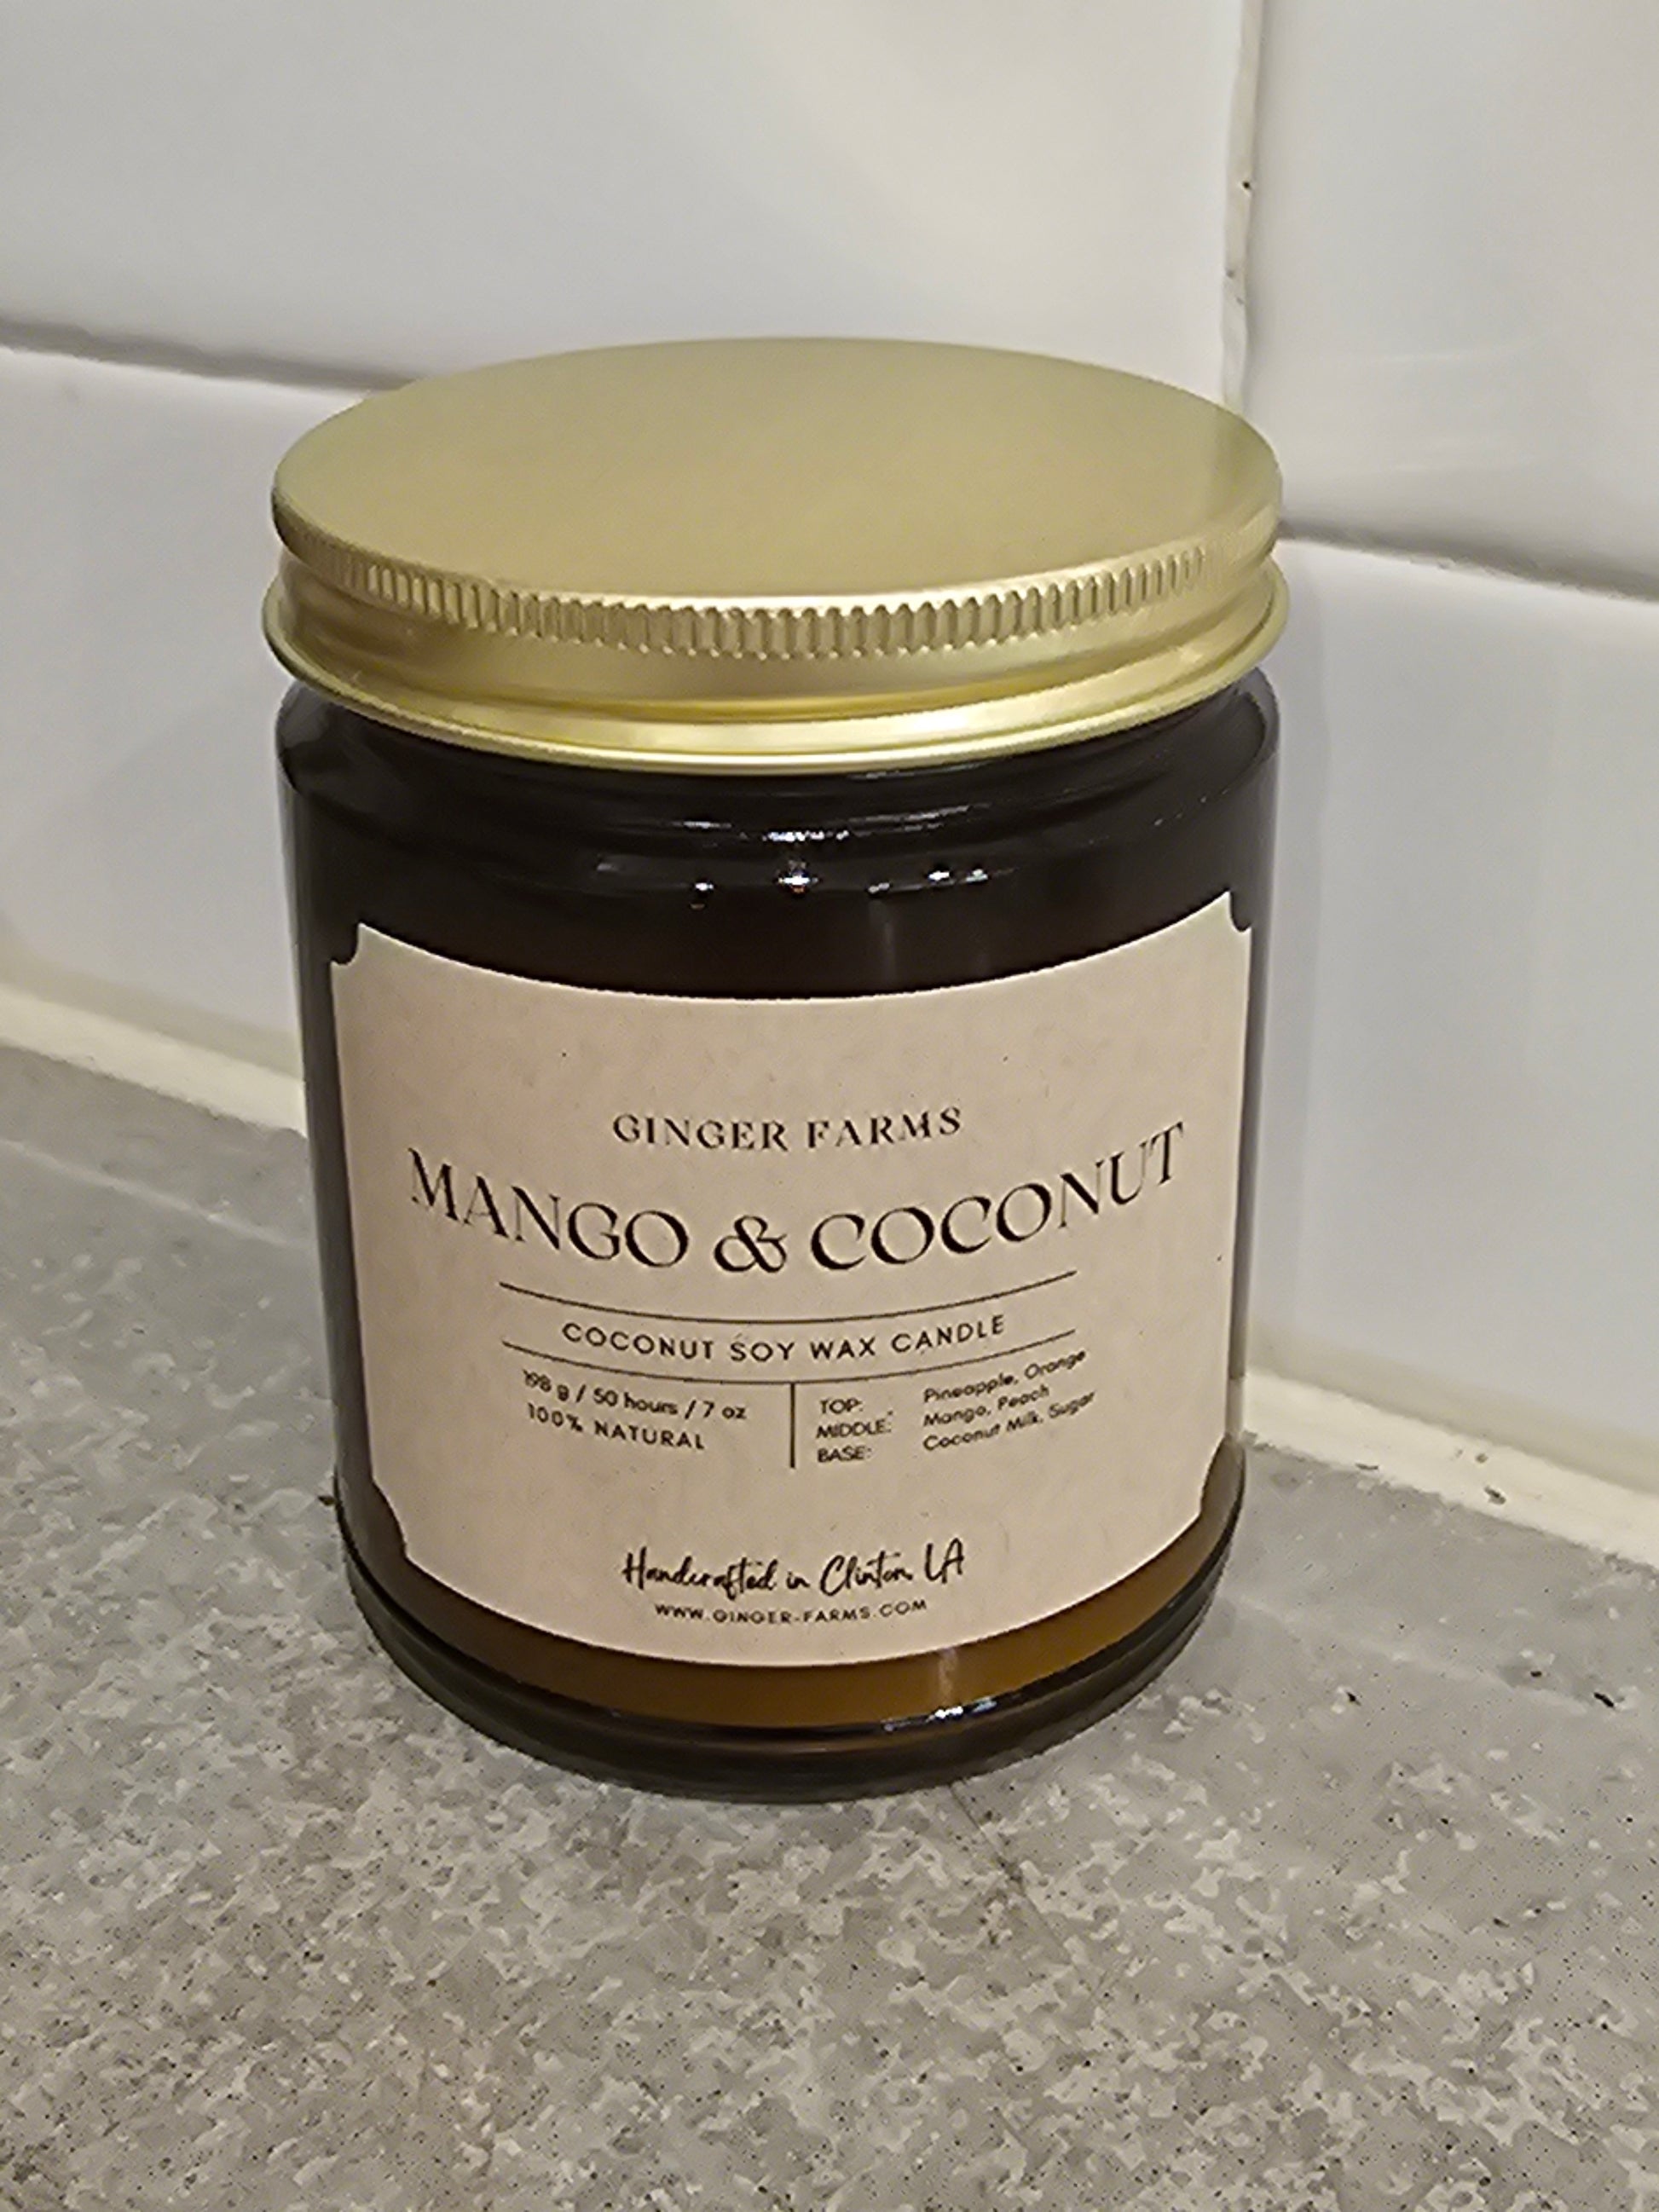 GINGER FARMS
MANGO & COCONUT
COCONUT SOY WAX CANDLE
198 g / 50 hours / 7 oz
100% NATURAL
TOP: Pineapple, Orange
MIDDLE: Mango, Peach
BASE: Coconut Milk, Sugar
Handcrafted in Clinton, LA
WWW.GINGER-FARMS.COM